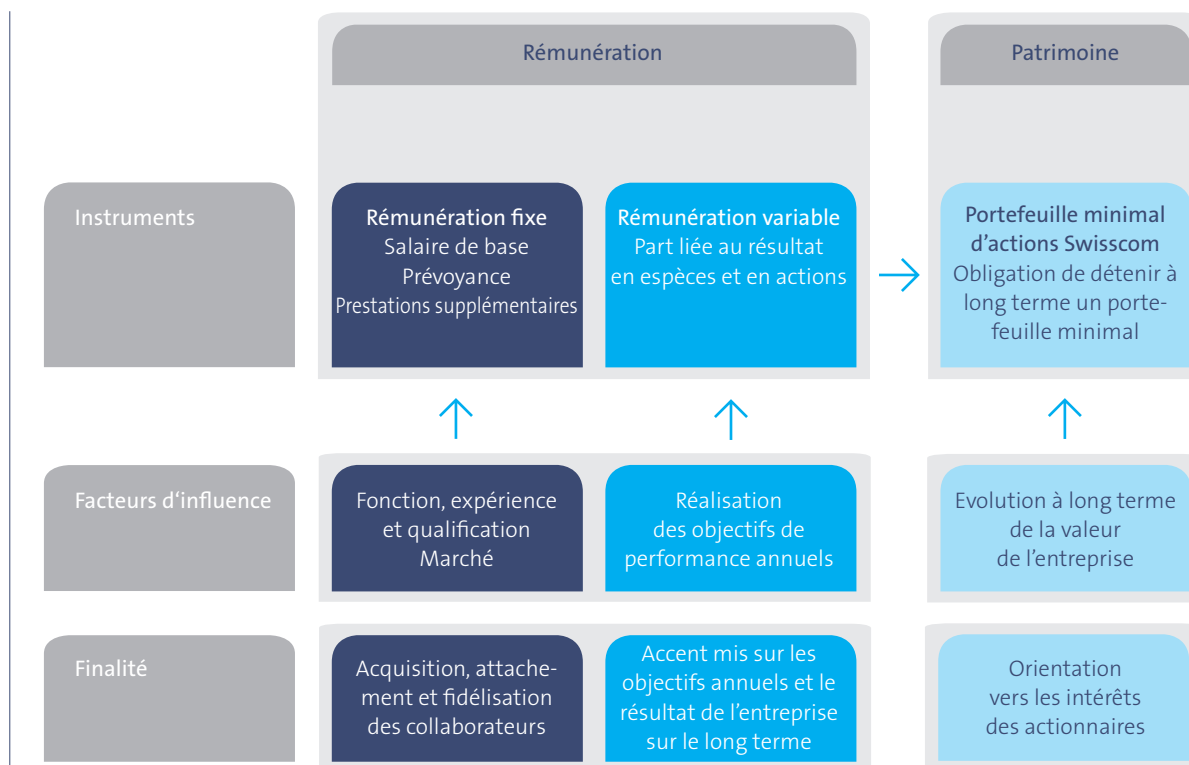 Rémunération
Patrimoine
Instruments
Rémunération fixe
Salaire de base
Prévoyance
Prestations supplémentaires
Rémunération variable
Part liée au résultat
en espèces et en actions
Portefeuille minimal
d'actions Swisscom
Obligation de détenir à
long terme un porte-
feuille minimal
Facteurs d‘influence
Fonction, expérience
et qualification
Marché
Réalisation
des objectifs de
performance annuels
Evolution à long terme
de la valeur
de l'entreprise
Finalité
Acquisition, attache-
ment et fidélisation
des collaborateurs
Accent mis sur les
objectifs annuels et le
résultat de l'entreprise
sur le long terme
Orientation
vers les intérêts
des actionnaires